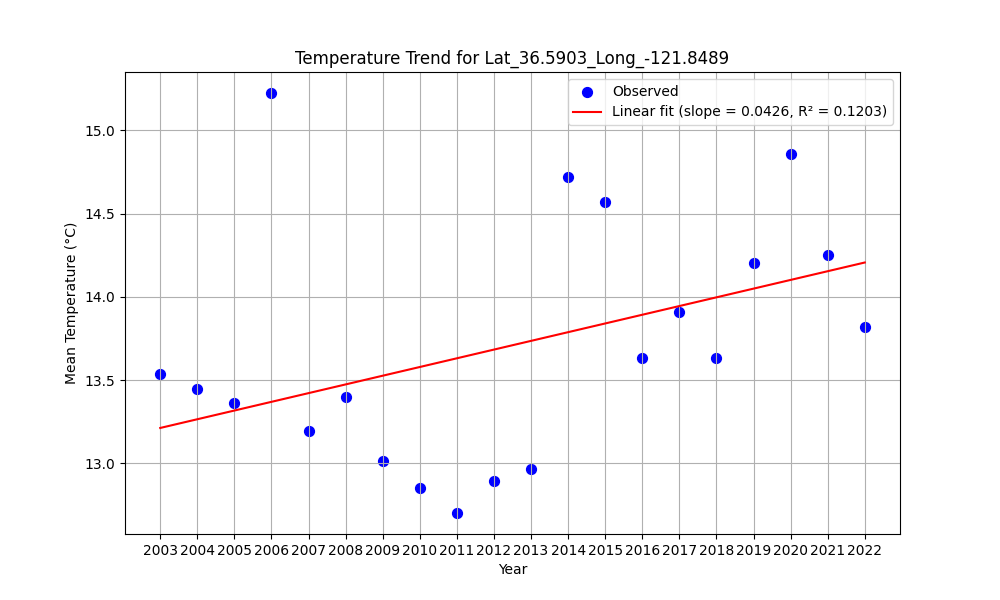 Temperature Trend for Lat_36.5903_Long_-121.8489
Observed
Linear fit (slope = 0.0426, R² = 0.1203)
Mean Temperature (°C)
15.0
14.5
14.0
13.5
13.0
2003 2004 2005 2006 2007 2008 2009 2010 2011 2012 2013 2014 2015 2016 2017 2018 2019 2020 2021 2022
Year